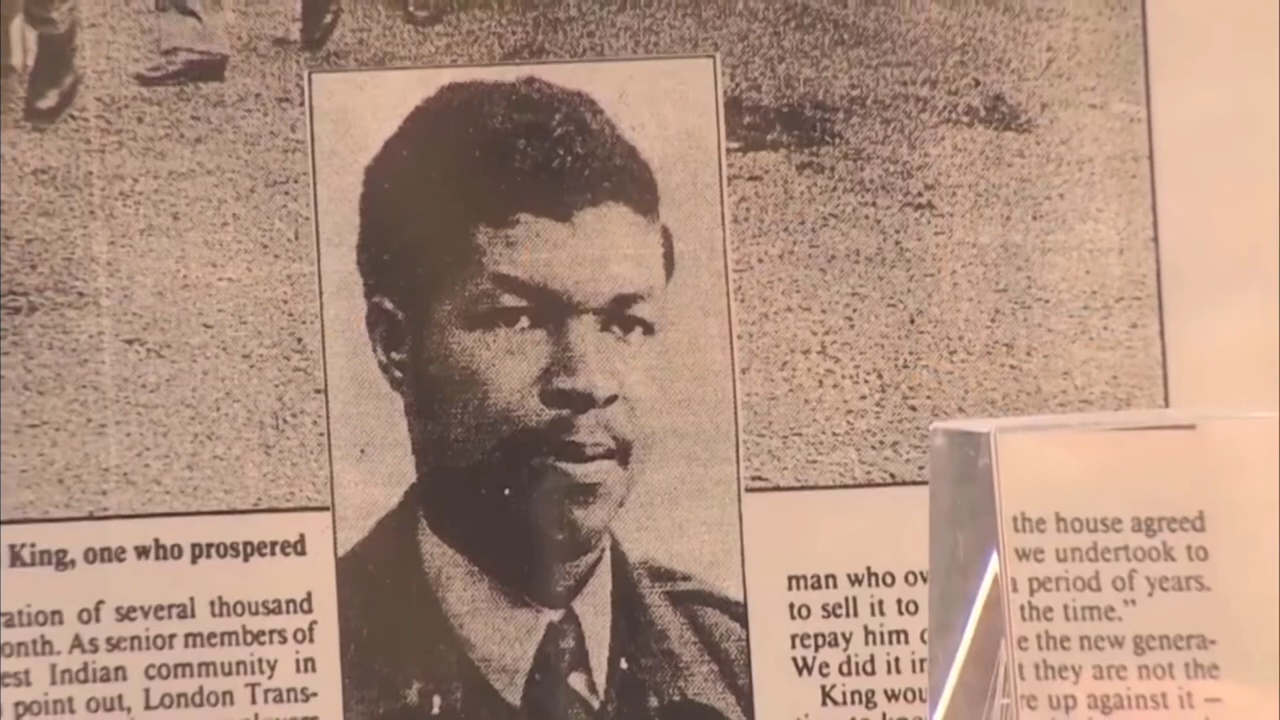 King, one who prospered
ation of several thousand
onth. As senior members of
est Indian community in
point out, London Trans-
man who ov
to sell it to
repay him
We did it in
King wou
the house agreed
we undertook to
period of years.
the time.”
e the new genera-
t they are not the
re up against it —